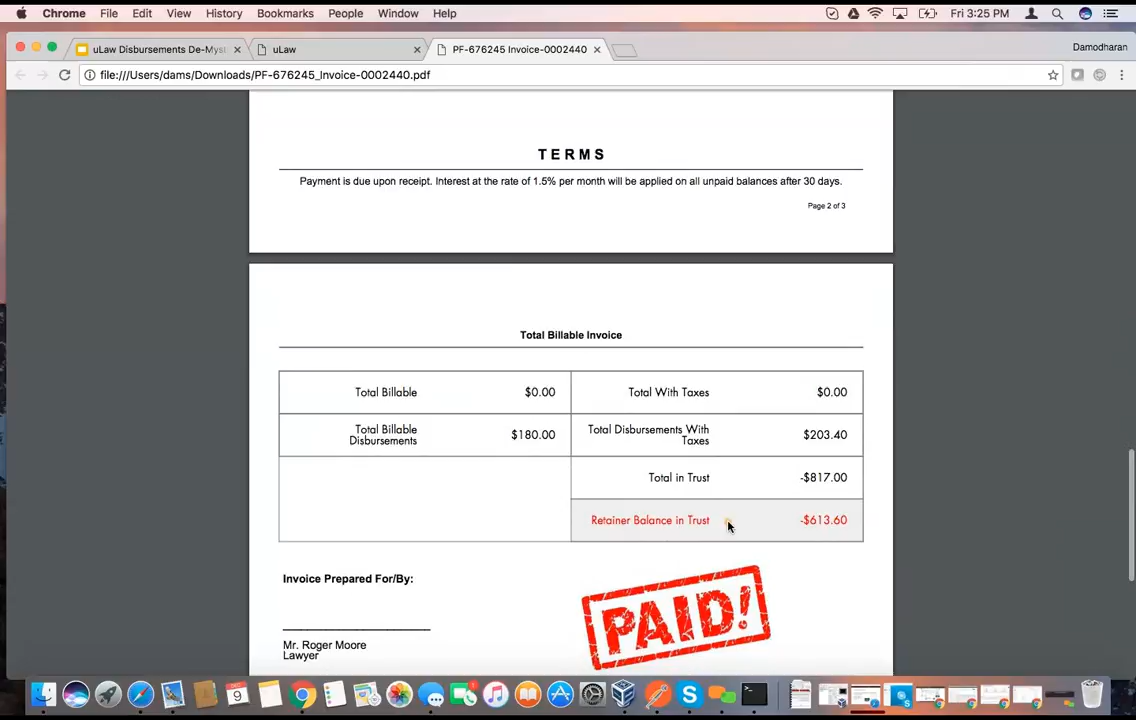 Chrome File Edit View History Bookmarks People Window Help Fri 3:25 PM
uLaw Disbursements De-Mys
uLaw
PF-676245 Invoice-0002440
Damodharan
file:///Users/dams/Downloads/PF-676245_Invoice-0002440.pdf
TERMS
Payment is due upon receipt. Interest at the rate of 1.5% per month will be applied on all unpaid balances after 30 days.
Page 2 of 3
Total Billable Invoice
Total Billable $0.00 Total With Taxes $0.00
Total Billable Disbursements $180.00 Total Disbursements With Taxes $203.40
Total in Trust -$817.00
Retainer Balance in Trust -$613.60
Invoice Prepared For/By:
PAID!
Mr. Roger Moore
Lawyer
9